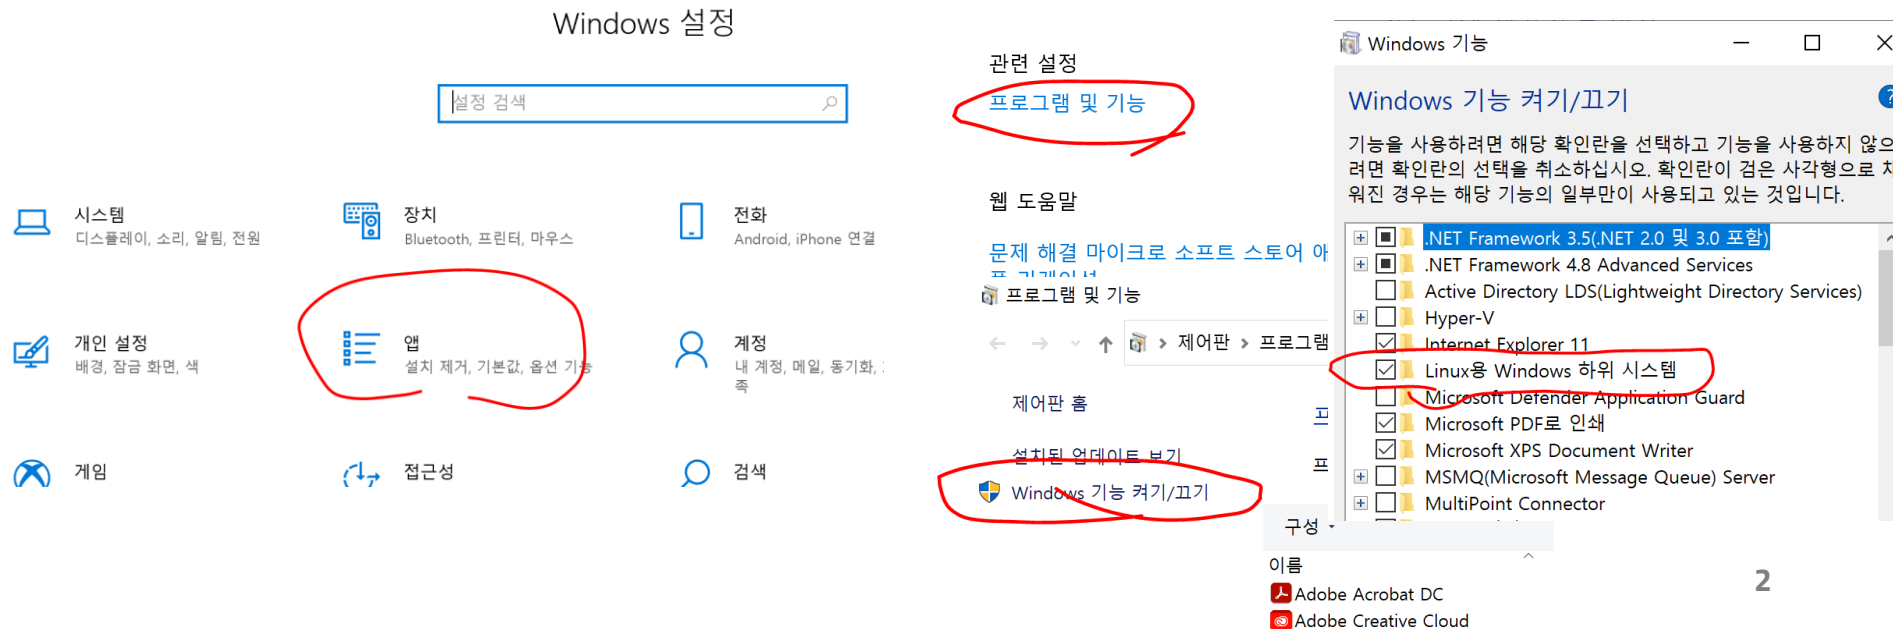 Windows 설정
설정 검색
시스템
디스플레이, 소리, 알림, 전원
장치
Bluetooth, 프린터, 마우스
전화
Android, iPhone 연결
개인 설정
배경, 잠금 화면, 색
앱
설치 제거, 기본값, 옵션 기능
계정
내 계정, 메일, 동기화,
족
게임
접근성
검색
관련 설정
프로그램 및 기능
웹 도움말
문제 해결 마이크로 소프트 스토어 애
프로그램 및 기능
제어판 > 프로그램
제어판 홈
설치된 업데이트 보기
Windows 기능 켜기/끄기
프
프
구성
이름
Adobe Acrobat DC
Adobe Creative Cloud
Windows 기능
Windows 기능 켜기/끄기
?
기능을 사용하려면 해당 확인란을 선택하고 기능을 사용하지 않으
려면 확인란의 선택을 취소하십시오. 확인란이 검은 사각형으로 채
워진 경우는 해당 기능의 일부만이 사용되고 있는 것입니다.
.NET Framework 3.5(.NET 2.0 및 3.0 포함)
.NET Framework 4.8 Advanced Services
Active Directory LDS(Lightweight Directory Services)
Hyper-V
Internet Explorer 11
Linux용 Windows 하위 시스템
Microsoft Defender Application Guard
Microsoft PDF로 인쇄
Microsoft XPS Document Writer
MSMQ(Microsoft Message Queue) Server
MultiPoint Connector
2